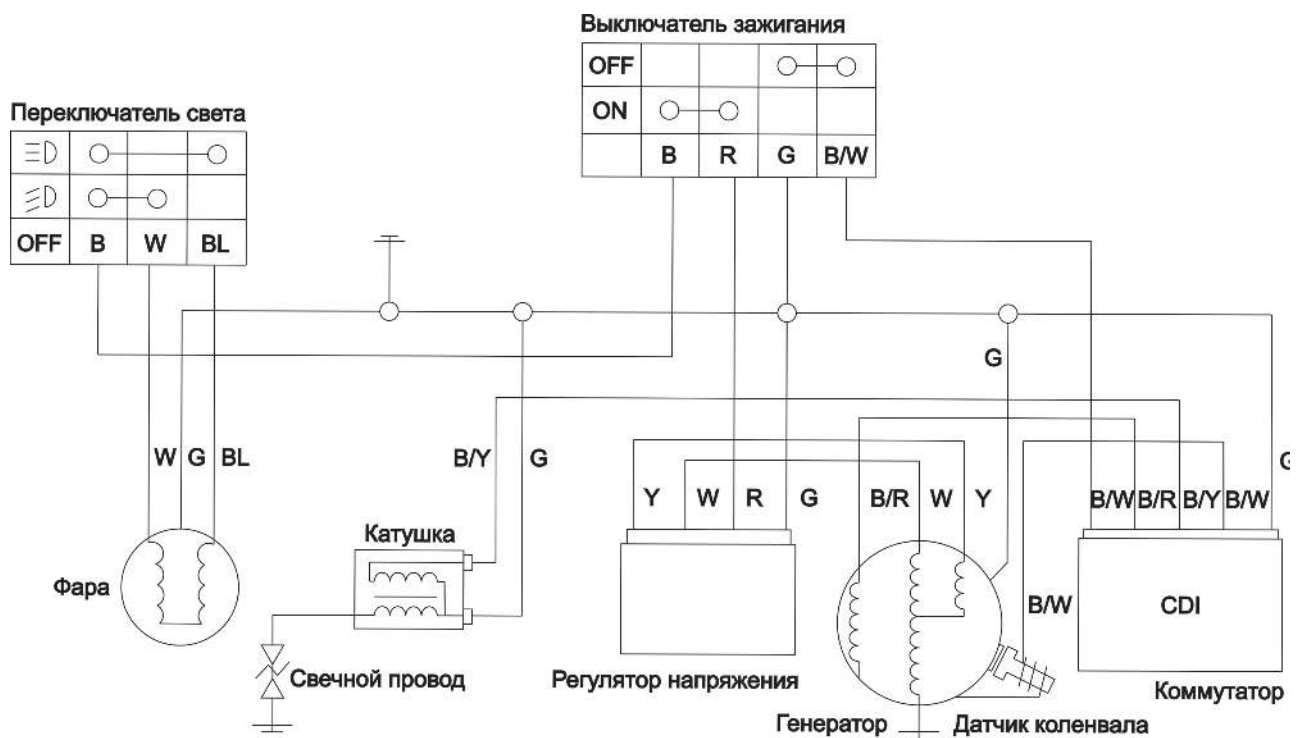 Выключатель зажигания
OFF
ON
B R G B/W
Переключатель света
OFF B W BL
G
W G BL
B/Y G
Y W R G B/R W Y
B/W B/R B/Y B/W
G
Катушка
Фара
B/W
CDI
Свечной провод
Регулятор напряжения
Коммутатор
Генератор
Датчик коленвала